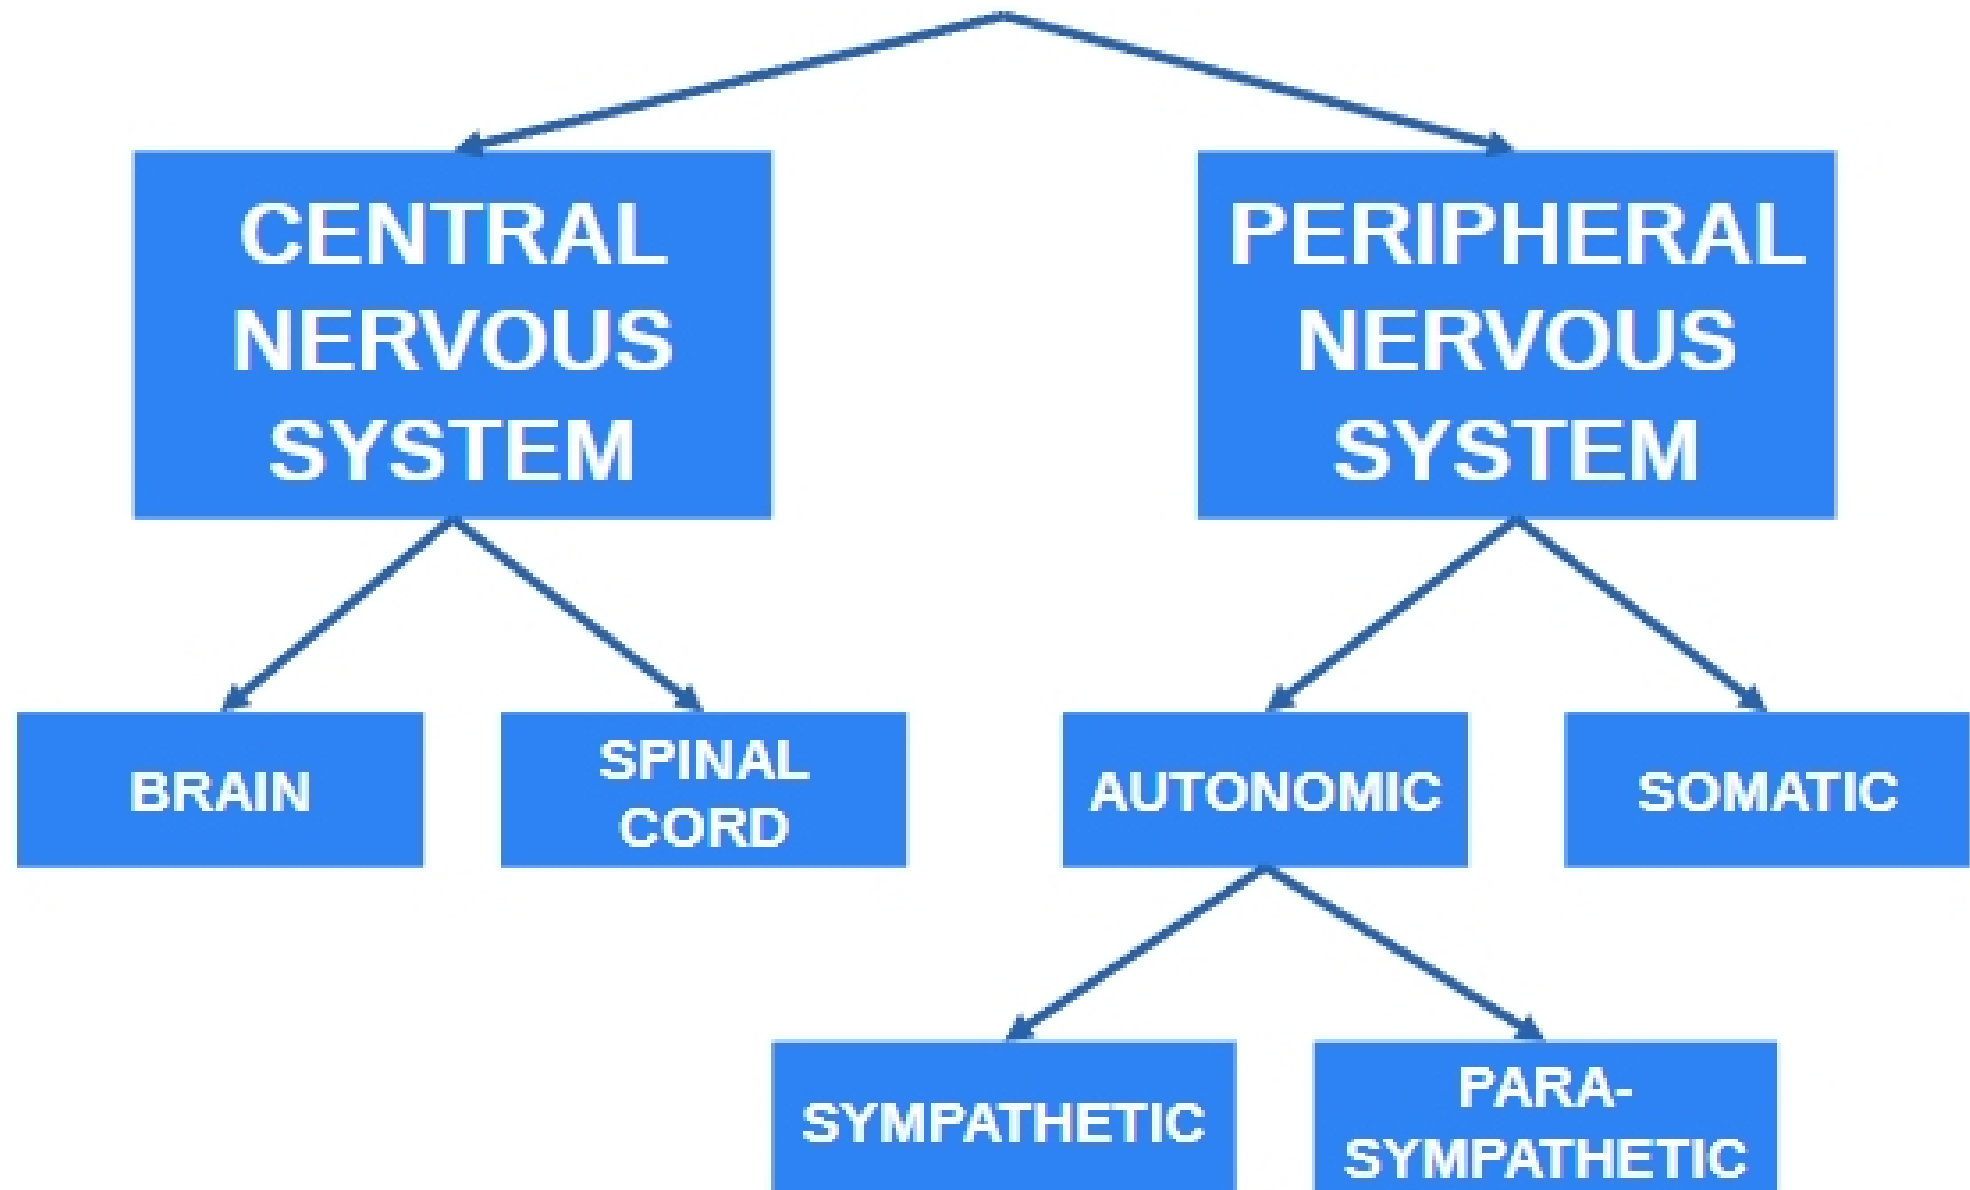 CENTRAL
NERVOUS
SYSTEM
PERIPHERAL
NERVOUS
SYSTEM
BRAIN
SPINAL
CORD
AUTONOMIC
SOMATIC
SYMPATHETIC
PARA-
SYMPATHETIC